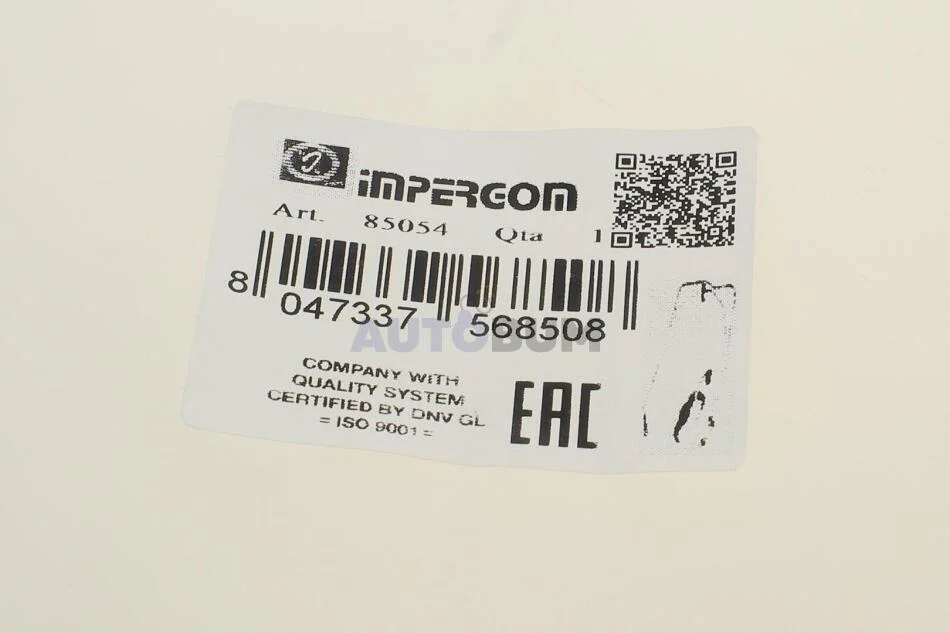 IMPERGOM
Art. 85054 Qta 1
8 047337 568508
AUTOBUM
COMPANY WITH
QUALITY SYSTEM
CERTIFIED BY DNV GL
= ISO 9001 =
EAC